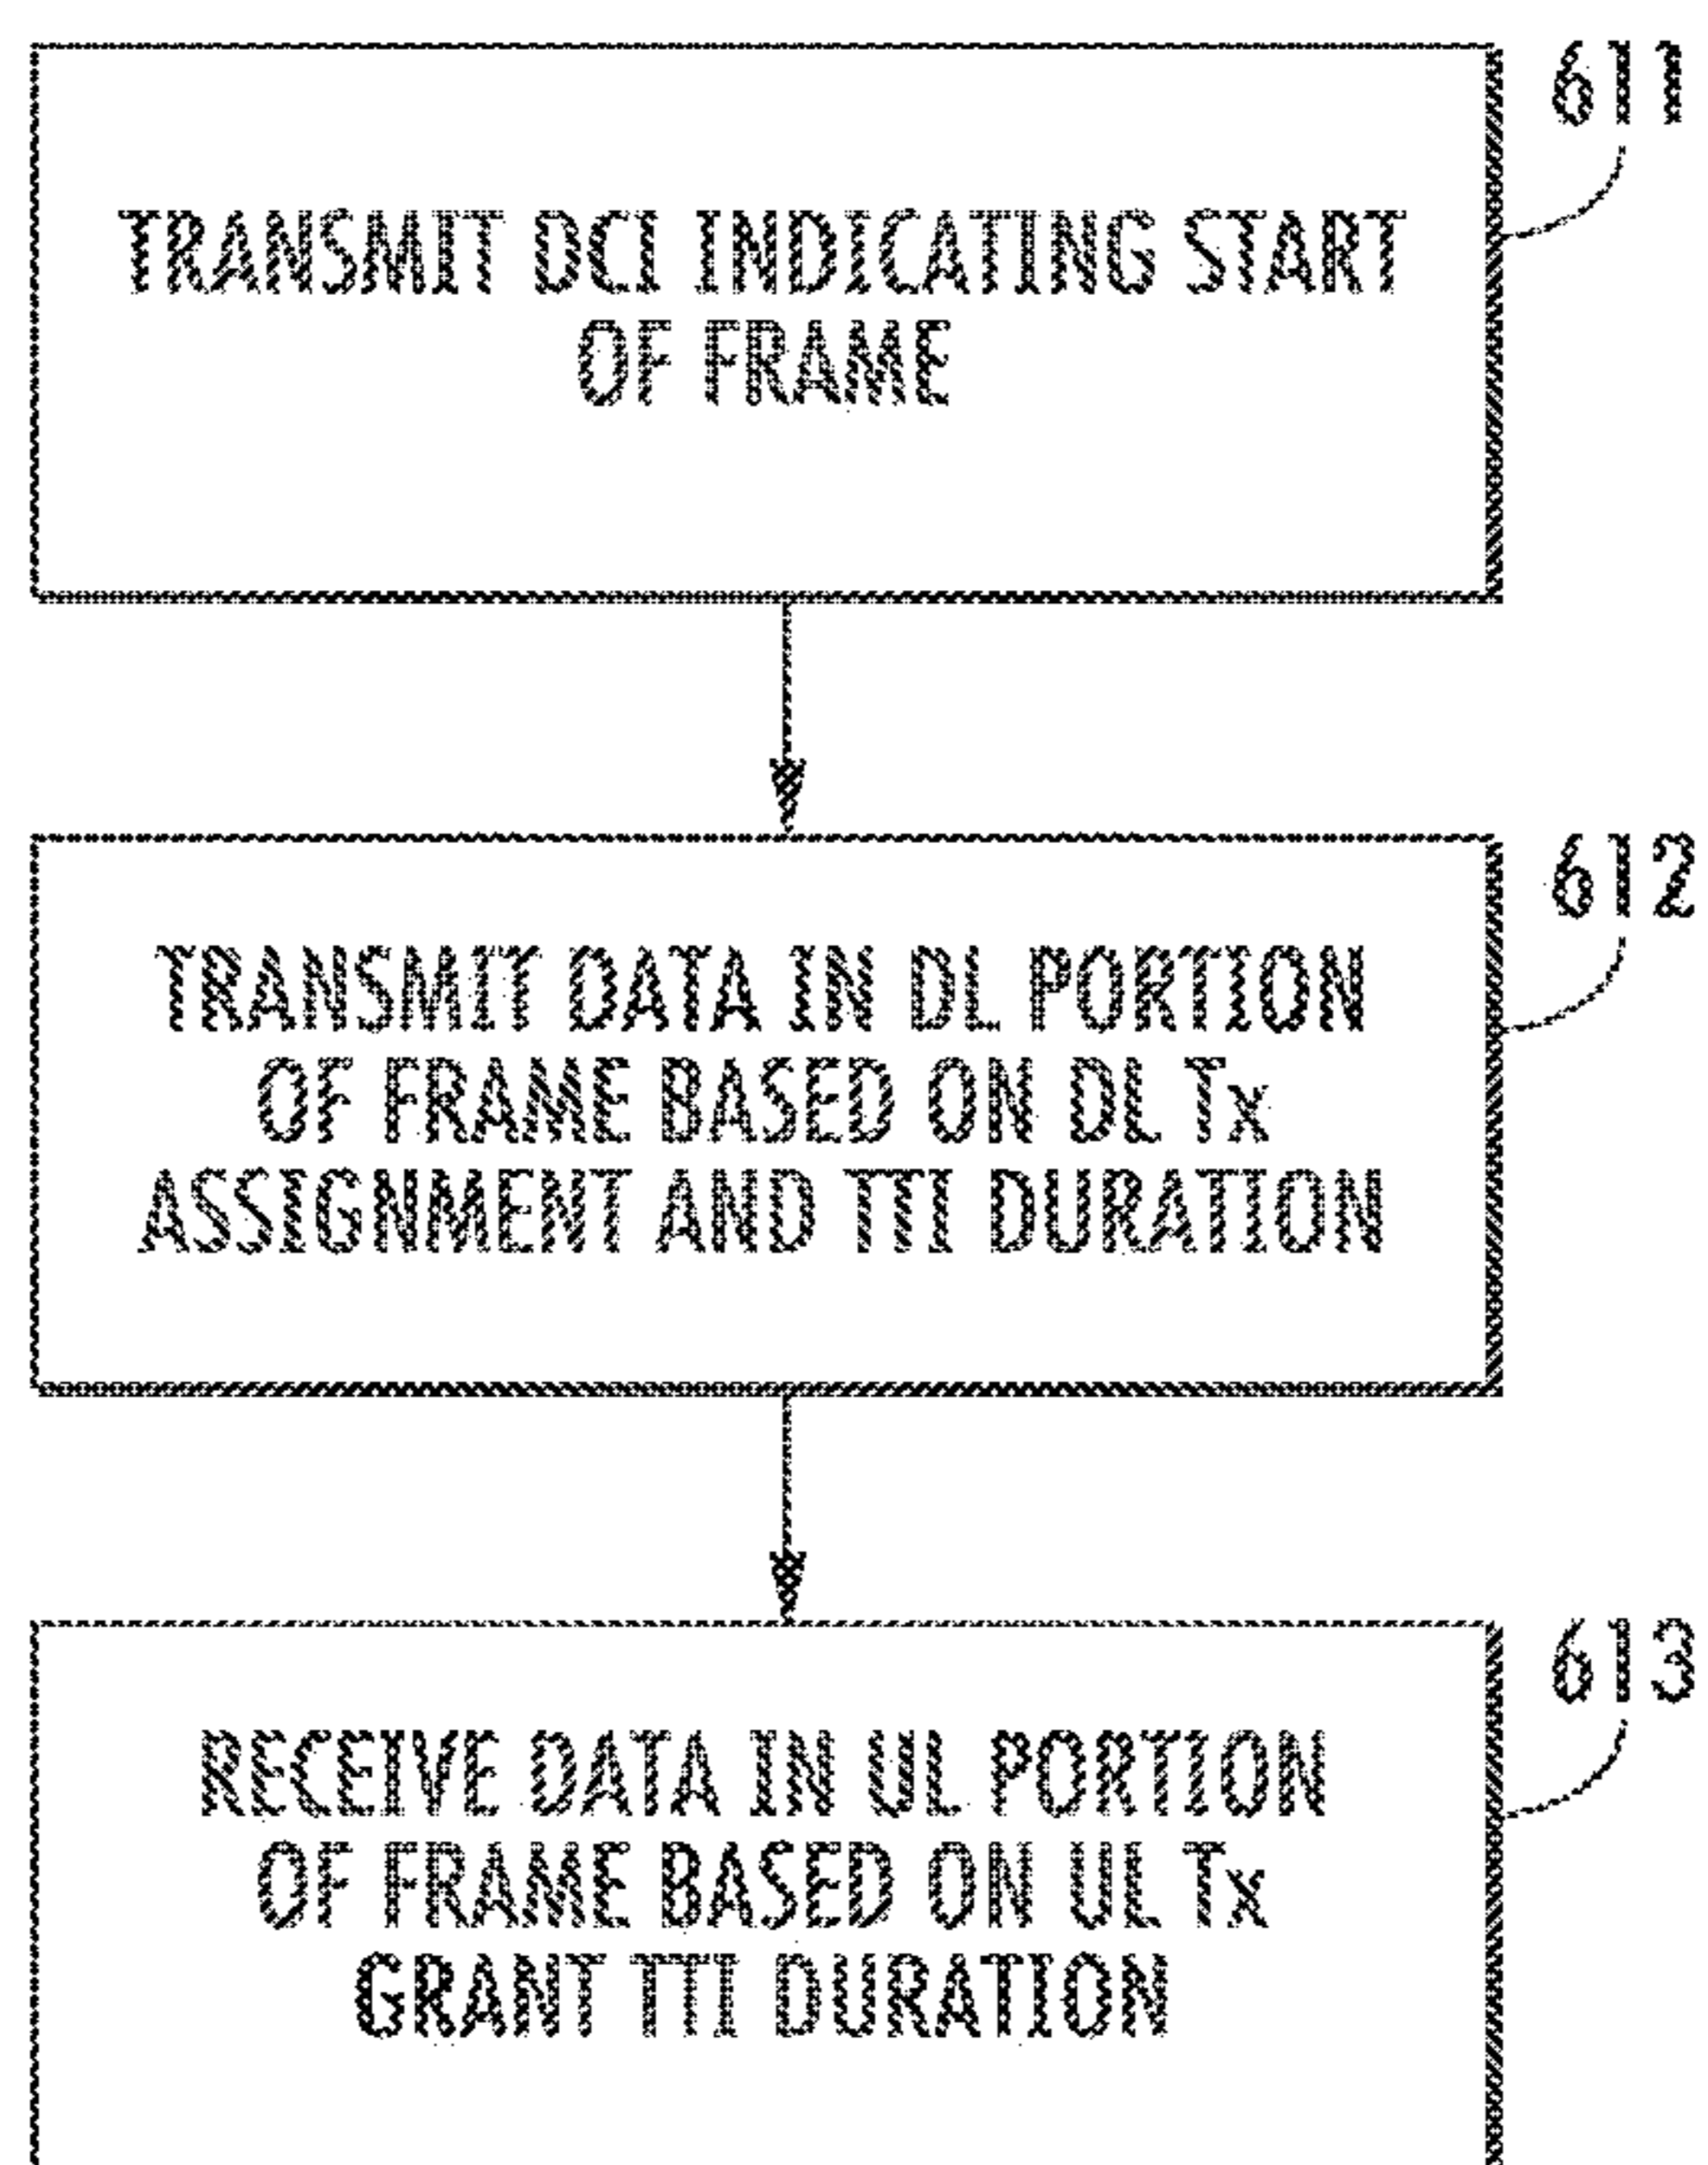 611
TRANSMIT DCI INDICATING START
OF FRAME
612
TRANSMIT DATA IN DL PORTION
OF FRAME BASED ON DL Tx
ASSIGNMENT AND TTI DURATION
613
RECEIVE DATA IN UL PORTION
OF FRAME BASED ON UL Tx
GRANT TTI DURATION